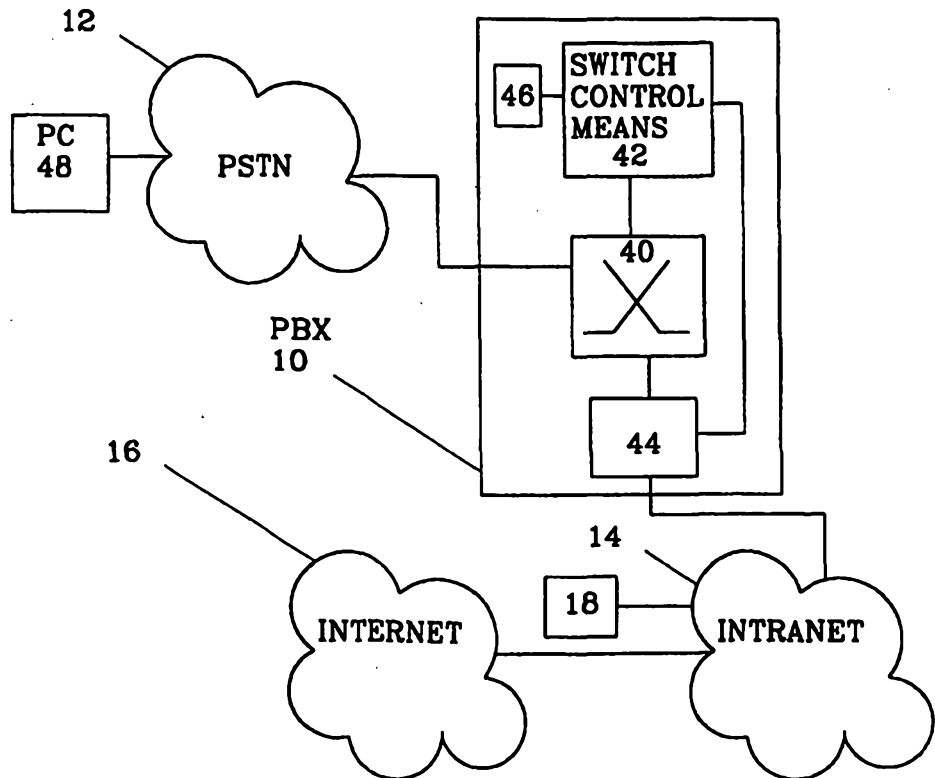 12
PC
48
PSTN
46
SWITCH
CONTROL
MEANS
42
40
PBX
10
44
16
14
18
INTERNET
INTRANET